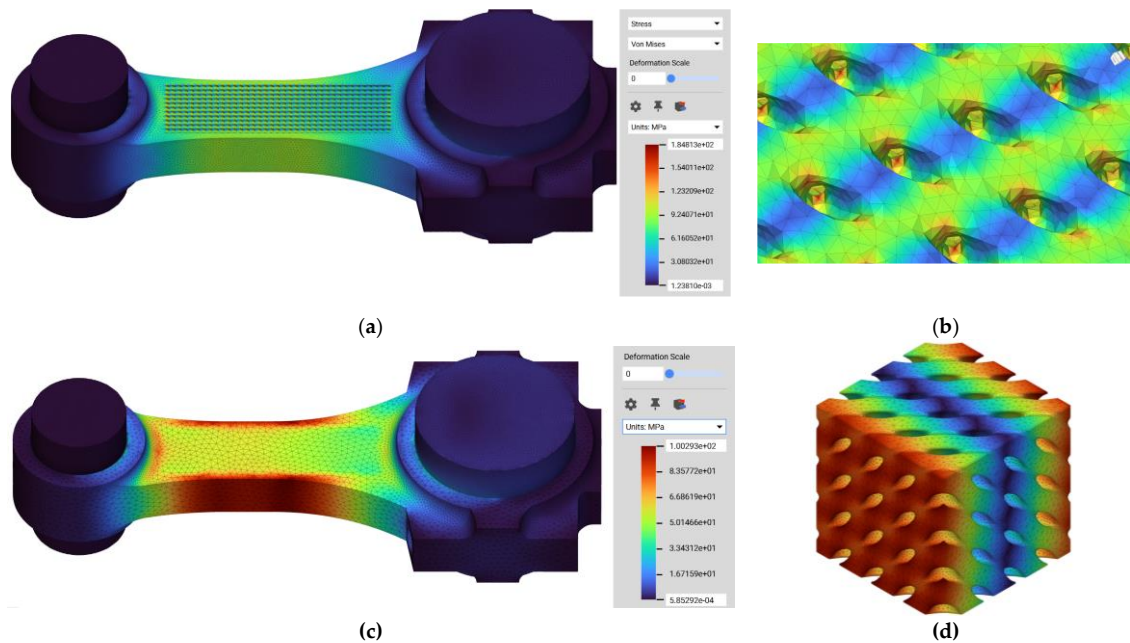 Stress
Von Mises
Deformation Scale
0
Units: MPa
1.84813e+02
1.54011e+02
1.23209e+02
9.24071e+01
6.16052e+01
3.08032e+01
1.23810e-03
(a)
(b)
Deformation Scale
0
Units: MPa
1.00293e+02
8.35772e+01
6.68619e+01
5.01466e+01
3.34312e+01
1.67159e+01
5.85292e-04
(c)
(d)